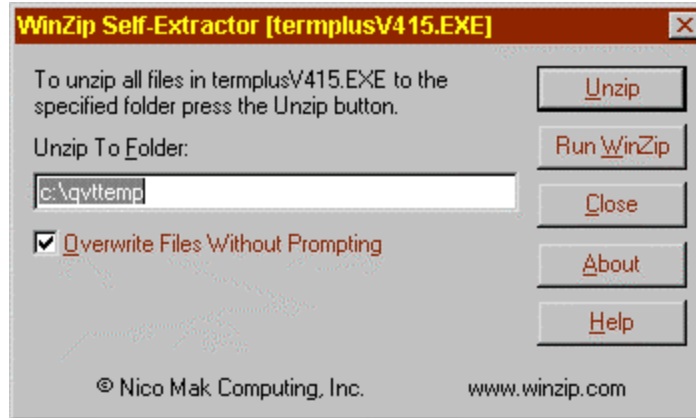 WinZip Self-Extractor [termplusV415.EXE]
To unzip all files in termplusV415.EXE to the
specified folder press the Unzip button.
Unzip To Folder:
c:\qvttemp
Overwrite Files Without Prompting
Unzip
Run WinZip
Close
About
Help
© Nico Mak Computing, Inc. www.winzip.com